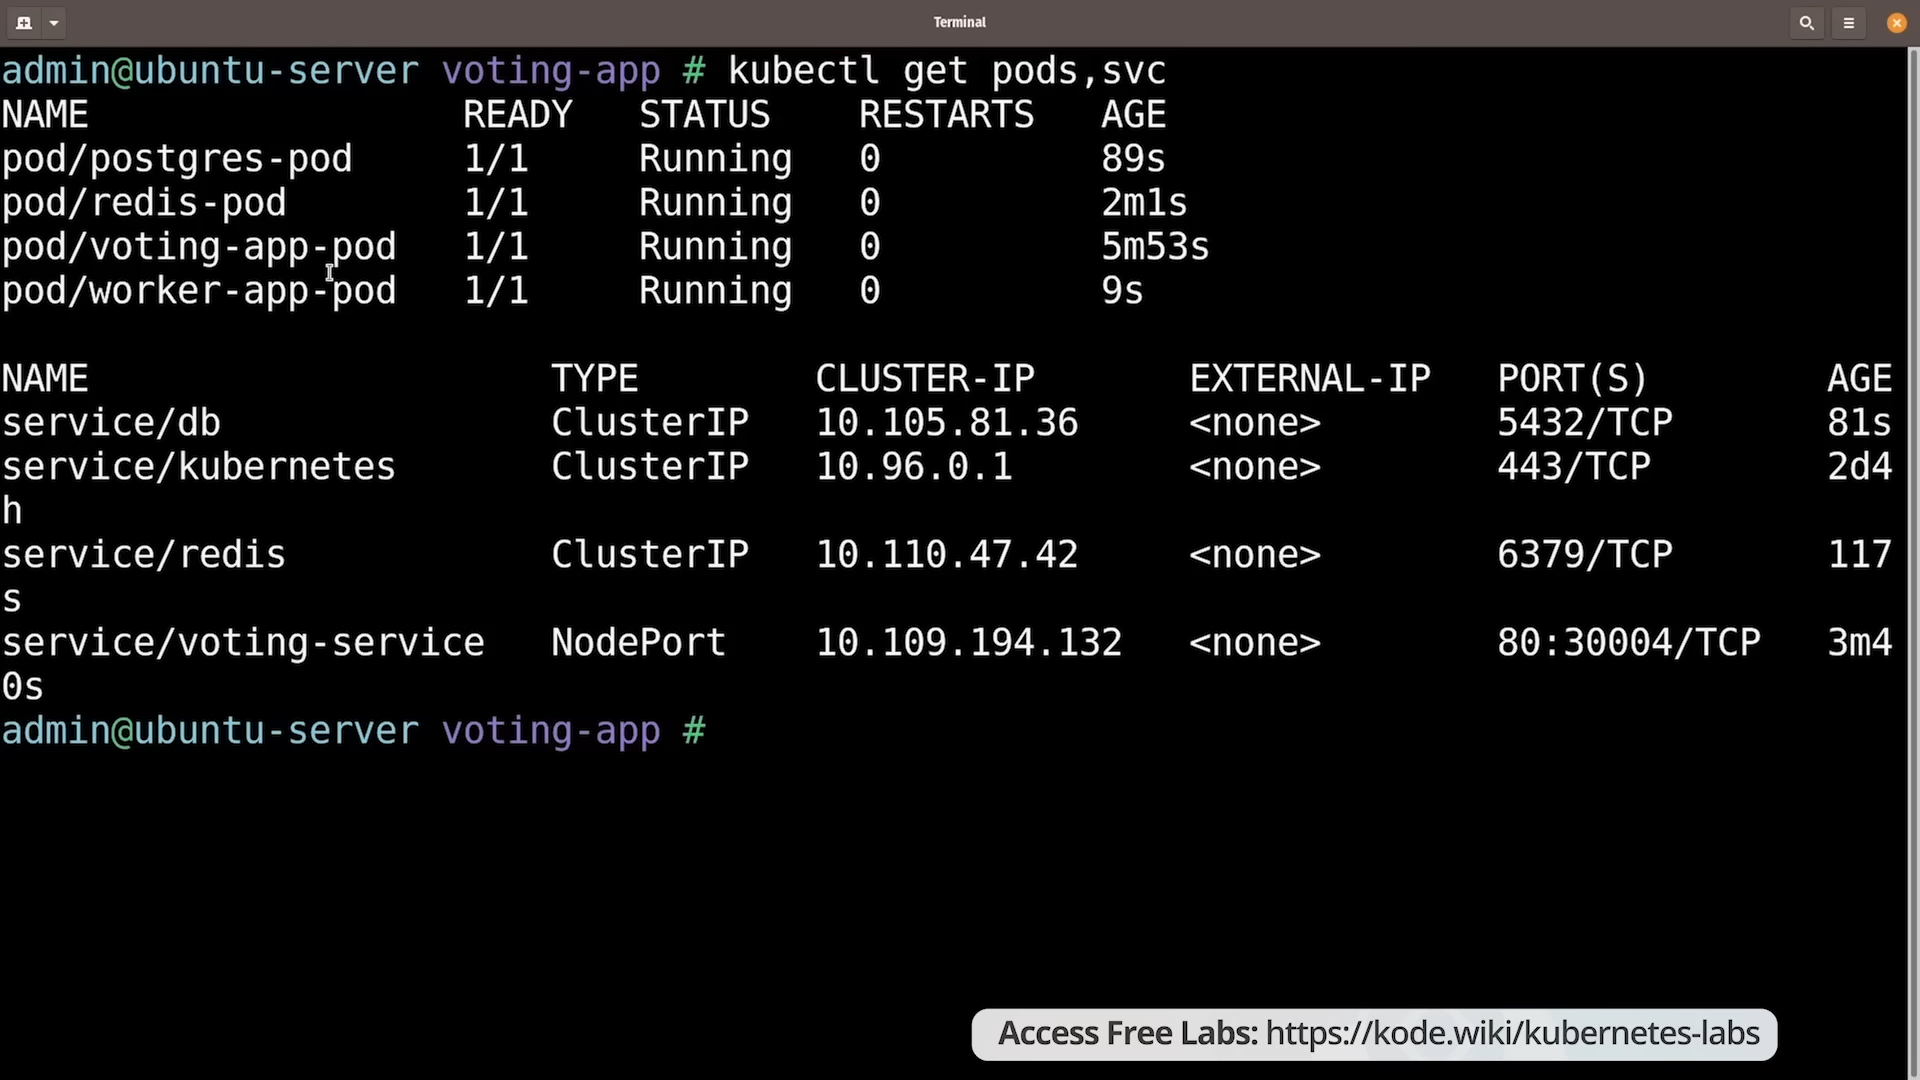 Terminal
admin@ubuntu-server voting-app # kubectl get pods,svc
NAME READY STATUS RESTARTS AGE
pod/postgres-pod 1/1 Running 0 89s
pod/redis-pod 1/1 Running 0 2m1s
pod/voting-app-pod 1/1 Running 0 5m53s
pod/worker-app-pod 1/1 Running 0 9s
NAME TYPE CLUSTER-IP EXTERNAL-IP PORT(S) AGE
service/db ClusterIP 10.105.81.36 <none> 5432/TCP 81s
service/kubernetes ClusterIP 10.96.0.1 <none> 443/TCP 2d4
h
service/redis ClusterIP 10.110.47.42 <none> 6379/TCP 117
s
service/voting-service NodePort 10.109.194.132 <none> 80:30004/TCP 3m4
0s
admin@ubuntu-server voting-app #
Access Free Labs: https://kode.wiki/kubernetes-labs